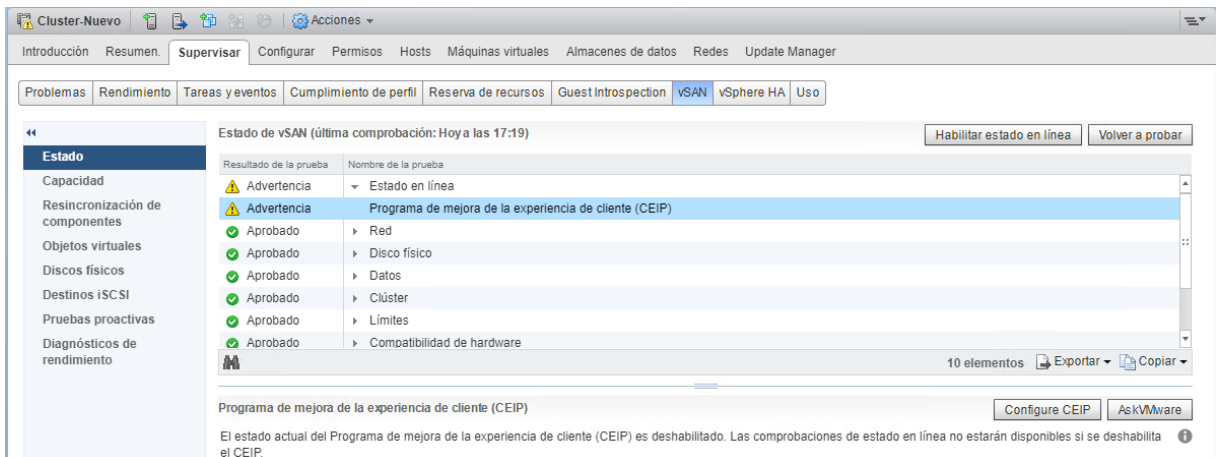 Cluster-Nuevo Acciones
Introducción Resumen. Supervisar Configurar Permisos Hosts Máquinas virtuales Almacenes de datos Redes Update Manager
Problemas Rendimiento Tareas y eventos Cumplimiento de perfil Reserva de recursos Guest Introspection vSAN vSphere HA Uso
Estado
Capacidad
Resincronización de
componentes
Objetos virtuales
Discos físicos
Destinos iSCSI
Pruebas proactivas
Diagnósticos de
rendimiento
Estado de vSAN (última comprobación: Hoy a las 17:19) Habilitar estado en línea Volver a probar
Resultado de la prueba Nombre de la prueba
Advertencia Estado en línea
Advertencia Programa de mejora de la experiencia de cliente (CEIP)
Aprobado Red
Aprobado Disco físico
Aprobado Datos
Aprobado Clúster
Aprobado Límites
Aprobado Compatibilidad de hardware
10 elementos Exportar Copiar
Programa de mejora de la experiencia de cliente (CEIP) Configure CEIP AskVMware
El estado actual del Programa de mejora de la experiencia de cliente (CEIP) es deshabilitado. Las comprobaciones de estado en línea no estarán disponibles si se deshabilita
el CEIP.